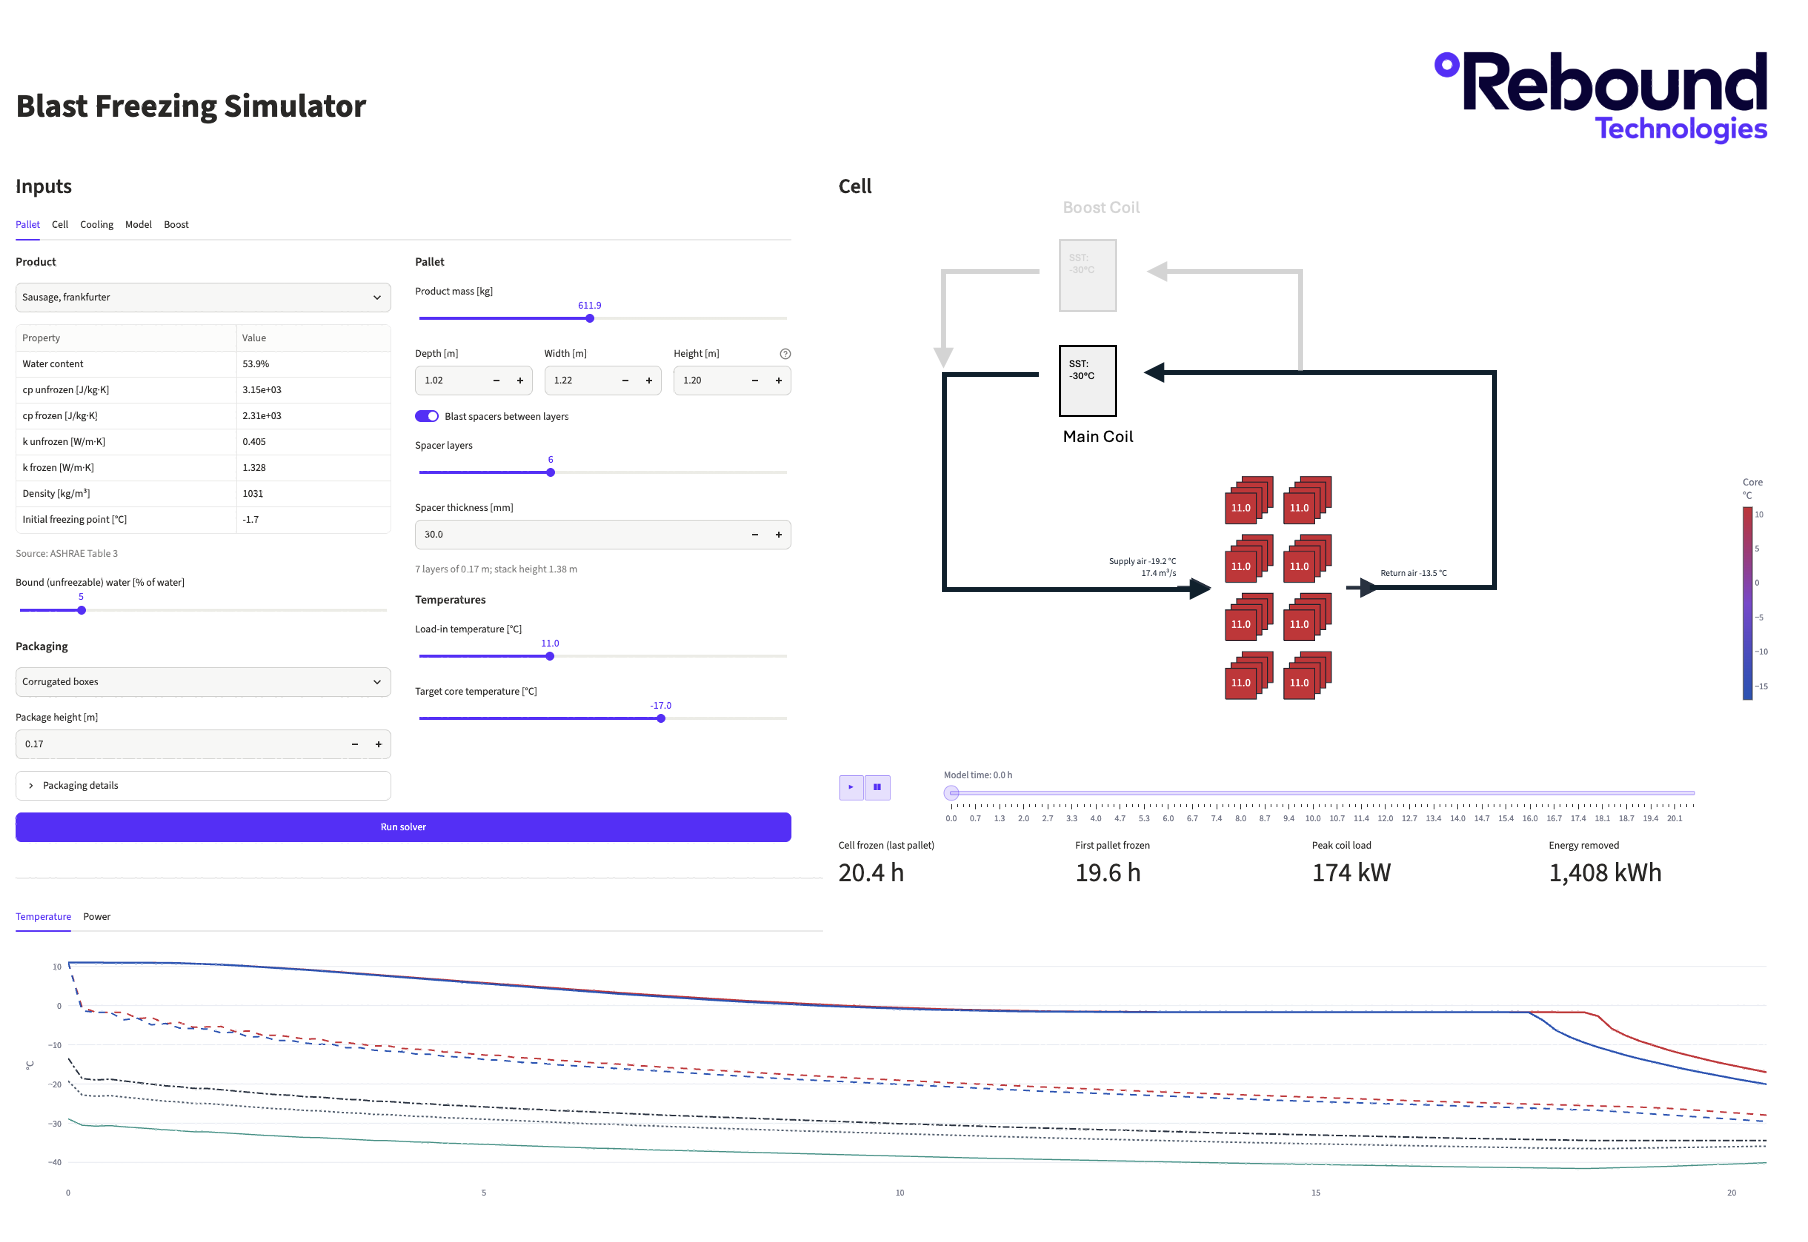 Blast Freezing Simulator
Rebound
Technologies
Inputs
Pallet Cell Cooling Model Boost
Product
Sausage, frankfurter
Property Value
Water content 53.9%
cp unfrozen [J/kg·K] 3.15e+03
cp frozen [J/kg·K] 2.31e+03
k unfrozen [W/m·K] 0.405
k frozen [W/m·K] 1.328
Density [kg/m³] 1031
Initial freezing point [°C] -1.7
Source: ASHRAE Table 3
Bound (unfreezable) water [% of water]
5
Packaging
Corrugated boxes
Package height [m]
0.17 − +
Packaging details
Pallet
Product mass [kg]
611.9
Depth [m] Width [m] Height [m] ?
1.02 − + 1.22 − + 1.20 − +
Blast spacers between layers
Spacer layers
6
Spacer thickness [mm]
30.0 − +
7 layers of 0.17 m; stack height 1.38 m
Temperatures
Load-in temperature [°C]
11.0
Target core temperature [°C]
-17.0
Run solver
Cell
Boost Coil
SST:
-30°C
SST:
-30°C
Main Coil
Supply air -19.2 °C
17.4 m³/s
Return air -13.5 °C
11.0 11.0
11.0 11.0
11.0 11.0
11.0 11.0
Core
°C
10
5
0
−5
−10
−15
Model time: 0.0 h
0.0 0.7 1.3 2.0 2.7 3.3 4.0 4.7 5.3 6.0 6.7 7.4 8.0 8.7 9.4 10.0 10.7 11.4 12.0 12.7 13.4 14.0 14.7 15.4 16.0 16.7 17.4 18.1 18.7 19.4 20.1
Cell frozen (last pallet) First pallet frozen Peak coil load Energy removed
20.4 h 19.6 h 174 kW 1,408 kWh
Temperature Power
10
0
−10
°C
−20
−30
−40
0 5 10 15 20